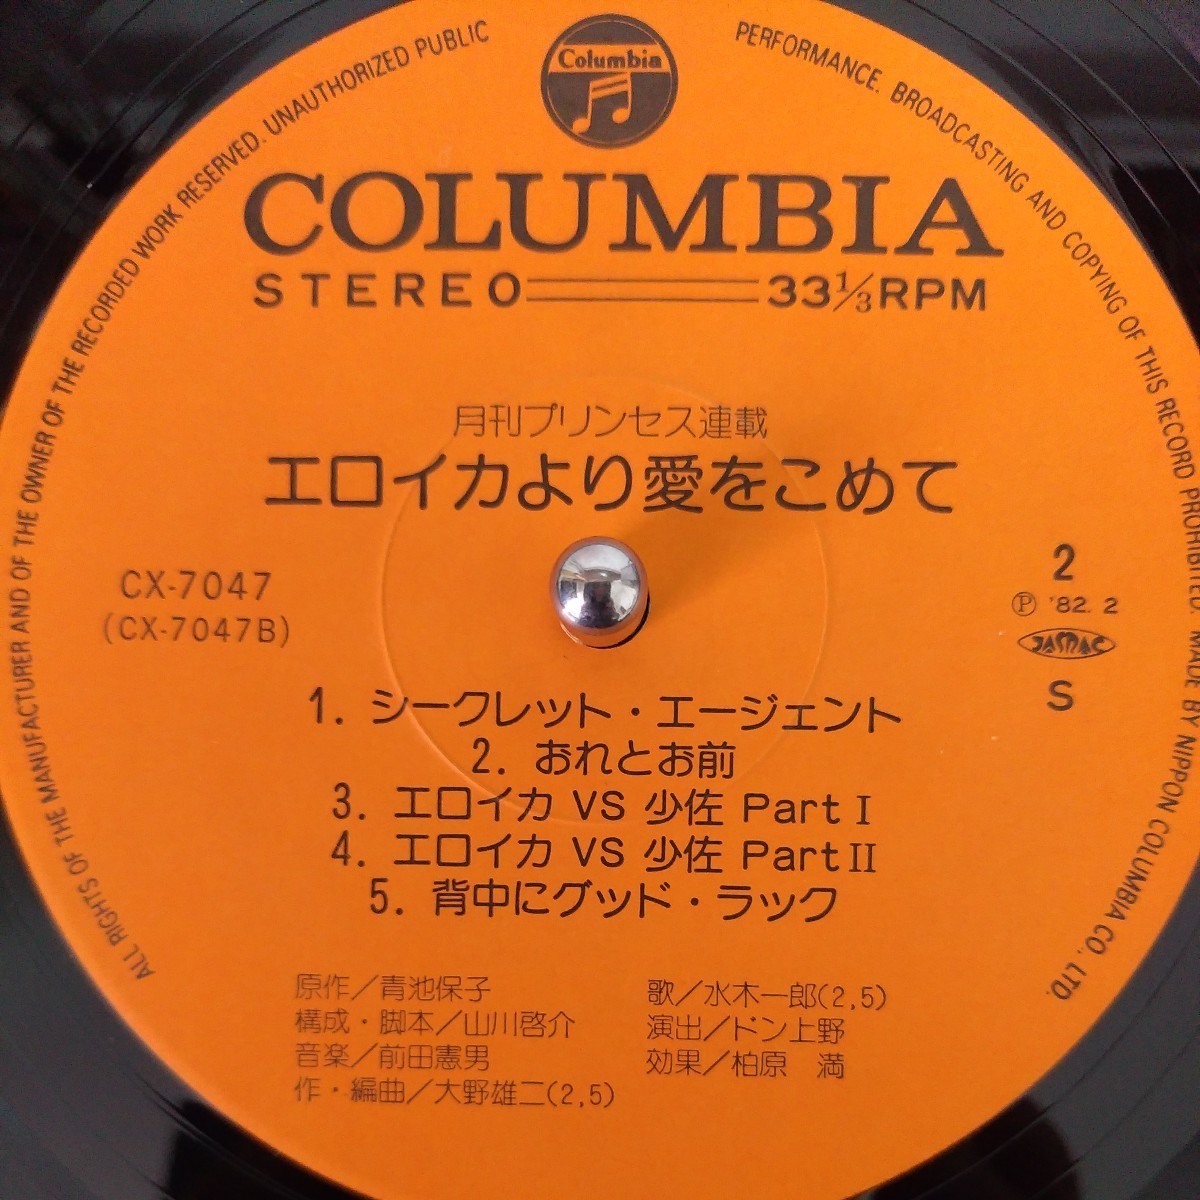 ALL RIGHTS OF THE MANUFACTURER AND OF THE OWNER OF THE RECORDED WORK RESERVED. UNAUTHORIZED PUBLIC PERFORMANCE. BROADCASTING AND COPYING OF THIS RECORD PROHIBITED. MADE BY NIPPON COLUMBIA CO., LTD.
Columbia
COLUMBIA
STEREO 33 1/3 RPM
月刊プリンセス連載
エロイカより愛をこめて
CX-7047
(CX-7047B)
2
Ⓟ '82. 2
JASRAC
S
1. シークレット・エージェント
2. おれとお前
3. エロイカ VS 少佐 Part I
4. エロイカ VS 少佐 Part II
5. 背中にグッド・ラック
原作/青池保子
構成・脚本/山川啓介
音楽/前田憲男
作・編曲/大野雄二(2,5)
歌/水木一郎(2,5)
演出/ドン上野
効果/柏原 満